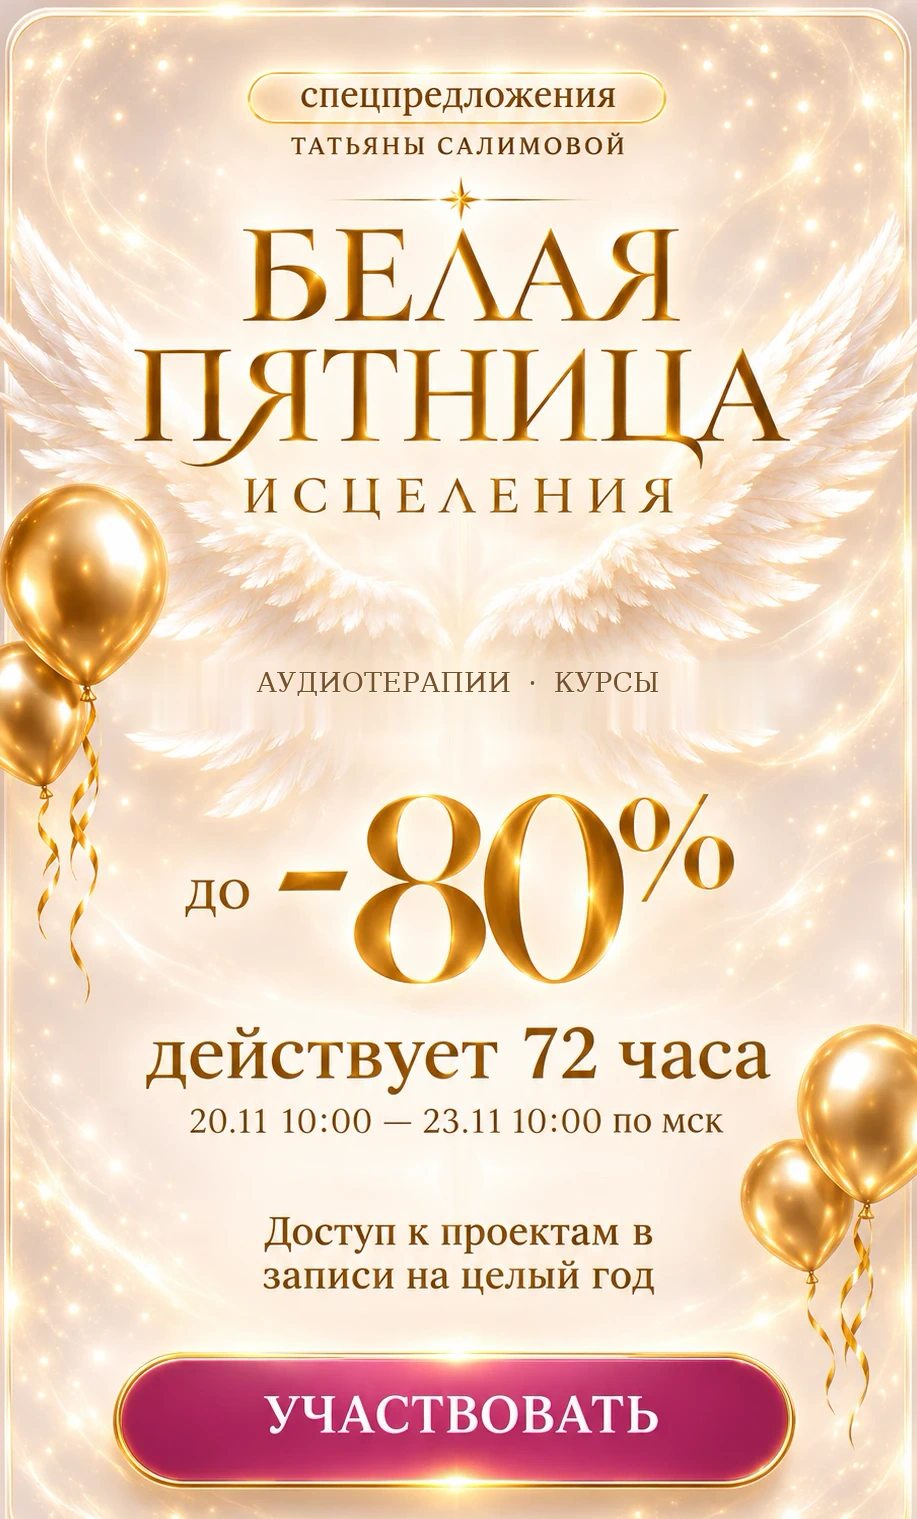 спецпредложения
ТАТЬЯНЫ САЛИМОВОЙ
БЕЛАЯ
ПЯТНИЦА
ИСЦЕЛЕНИЯ
АУДИОТЕРАПИИ · КУРСЫ
до -80%
действует 72 часа
20.11 10:00 — 23.11 10:00 по мск
Доступ к проектам в
записи на целый год
УЧАСТВОВАТЬ